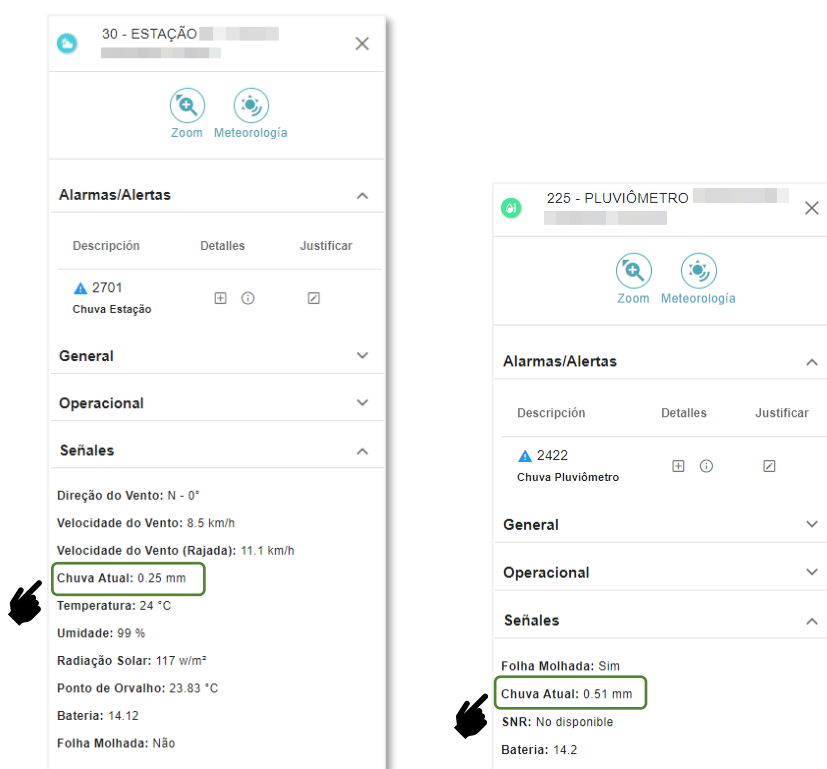 30 - ESTAÇÃO
Zoom Meteorología
Alarmas/Alertas
Descripción Detalles Justificar
2701
Chuva Estação
General
Operacional
Señales
Direção do Vento: N - 0°
Velocidade do Vento: 8.5 km/h
Velocidade do Vento (Rajada): 11.1 km/h
Chuva Atual: 0.25 mm
Temperatura: 24 °C
Umidade: 99 %
Radiação Solar: 117 w/m²
Ponto de Orvalho: 23.83 °C
Bateria: 14.12
Folha Molhada: Não
225 - PLUVIÔMETRO
Zoom Meteorología
Alarmas/Alertas
Descripción Detalles Justificar
2422
Chuva Pluviômetro
General
Operacional
Señales
Folha Molhada: Sim
Chuva Atual: 0.51 mm
SNR: No disponible
Bateria: 14.2